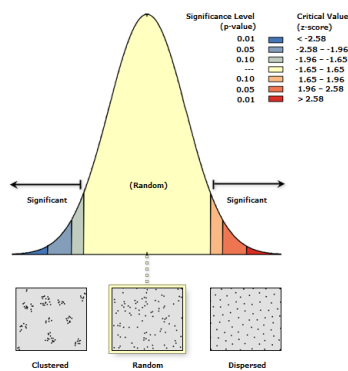 Significance Level Critical Value
(p-value) (z-score)
0.01 < -2.58
0.05 -2.58 – -1.96
0.10 -1.96 – -1.65
--- -1.65 – 1.65
0.10 1.65 – 1.96
0.05 1.96 – 2.58
0.01 > 2.58
(Random)
Significant Significant
Clustered Random Dispersed